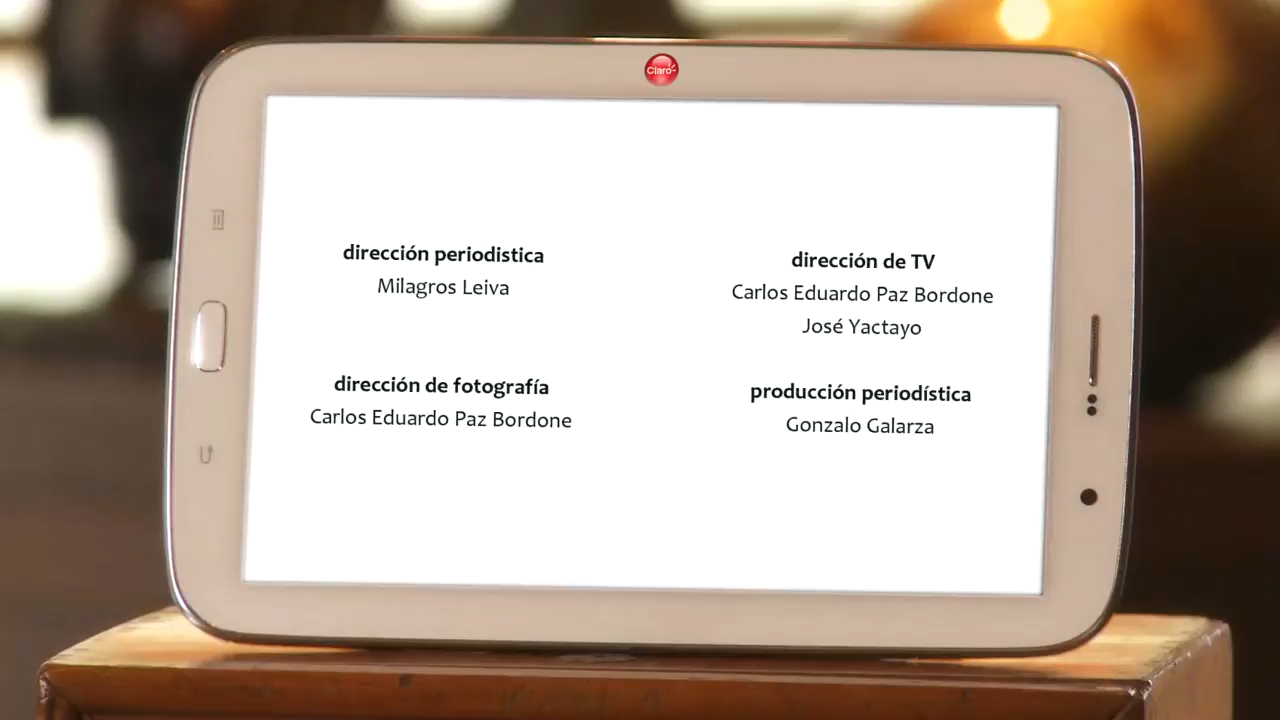 Claro
dirección periodistica
Milagros Leiva
dirección de fotografía
Carlos Eduardo Paz Bordone
dirección de TV
Carlos Eduardo Paz Bordone
José Yactayo
producción periodística
Gonzalo Galarza